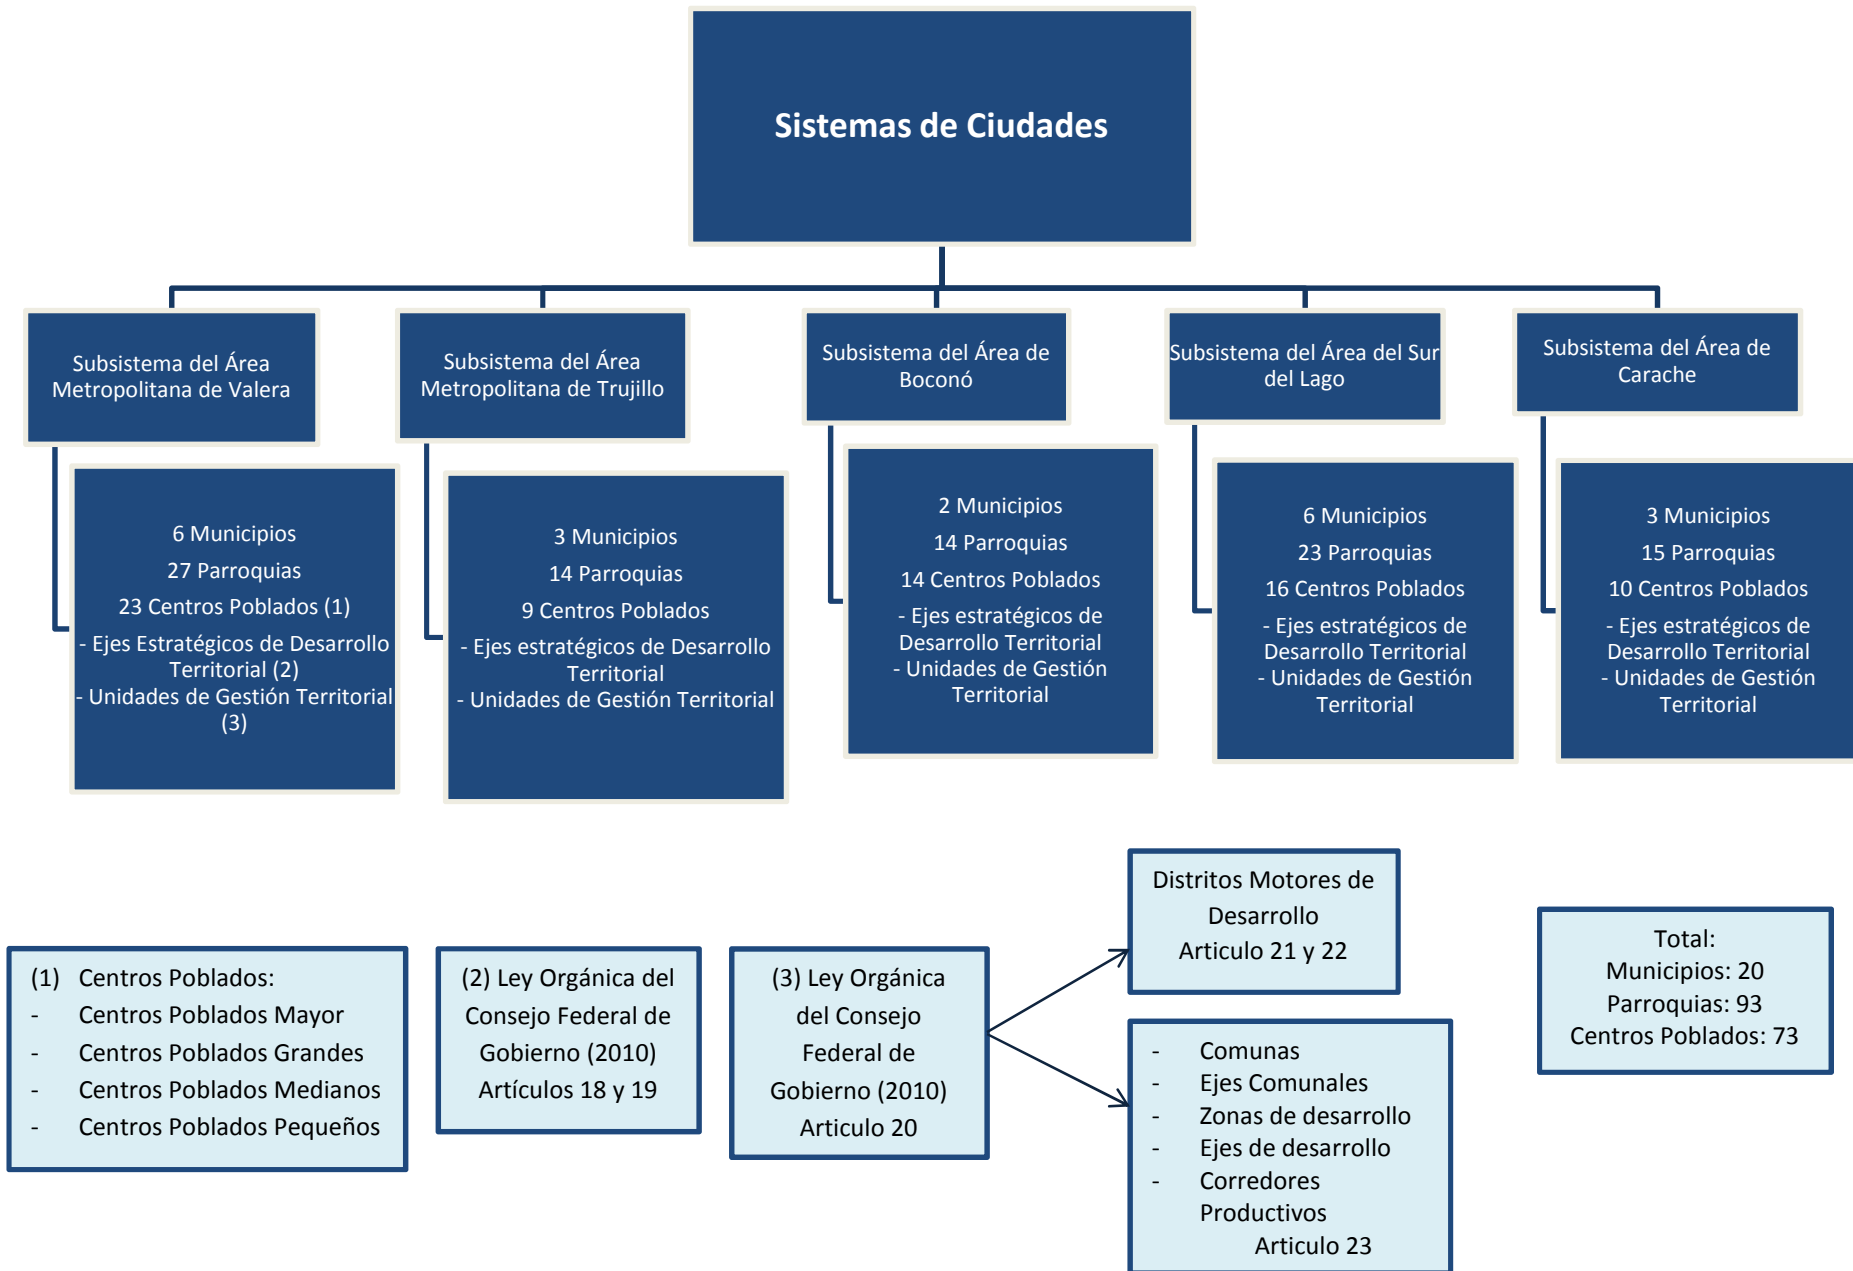 Sistemas de Ciudades
Subsistema del Área
Metropolitana de Valera
Subsistema del Área
Metropolitana de Trujillo
Subsistema del Área de
Boconó
Subsistema del Área del Sur
del Lago
Subsistema del Área de
Carache
6 Municipios
27 Parroquias
23 Centros Poblados (1)
- Ejes Estratégicos de Desarrollo
Territorial (2)
- Unidades de Gestión Territorial
(3)
3 Municipios
14 Parroquias
9 Centros Poblados
- Ejes estratégicos de Desarrollo
Territorial
- Unidades de Gestión Territorial
2 Municipios
14 Parroquias
14 Centros Poblados
- Ejes estratégicos de
Desarrollo Territorial
- Unidades de Gestión
Territorial
6 Municipios
23 Parroquias
16 Centros Poblados
- Ejes estratégicos de
Desarrollo Territorial
- Unidades de Gestión
Territorial
3 Municipios
15 Parroquias
10 Centros Poblados
- Ejes estratégicos de
Desarrollo Territorial
- Unidades de Gestión
Territorial
(1) Centros Poblados:
- Centros Poblados Mayor
- Centros Poblados Grandes
- Centros Poblados Medianos
- Centros Poblados Pequeños
(2) Ley Orgánica del
Consejo Federal de
Gobierno (2010)
Artículos 18 y 19
(3) Ley Orgánica
del Consejo
Federal de
Gobierno (2010)
Articulo 20
Distritos Motores de
Desarrollo
Articulo 21 y 22
- Comunas
- Ejes Comunales
- Zonas de desarrollo
- Ejes de desarrollo
- Corredores
Productivos
Articulo 23
Total:
Municipios: 20
Parroquias: 93
Centros Poblados: 73